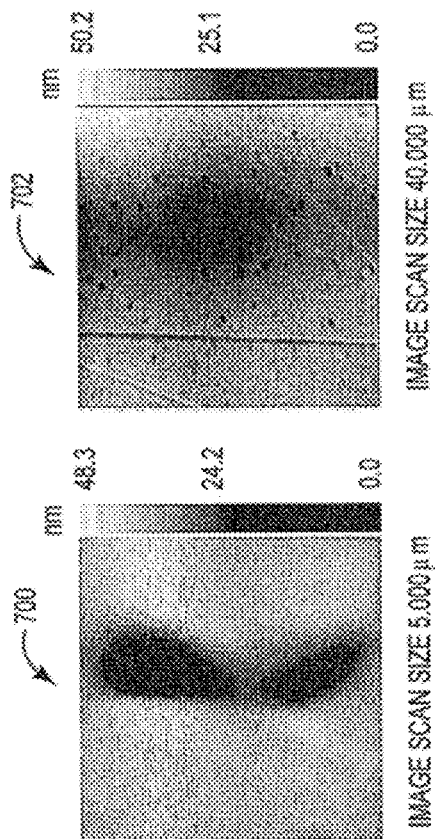 700
nm
48.3
24.2
0.0
IMAGE SCAN SIZE 5.000 µm
702
nm
50.2
25.1
0.0
IMAGE SCAN SIZE 40.000 µm